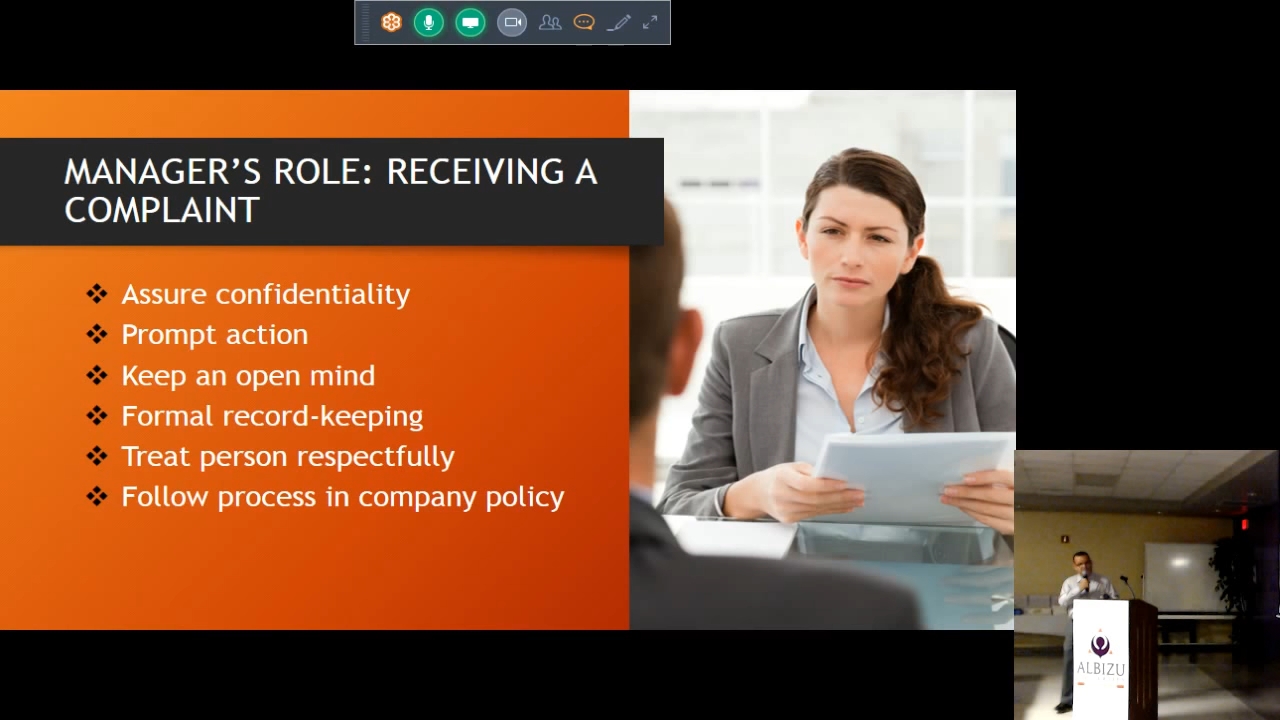 MANAGER’S ROLE: RECEIVING A
COMPLAINT
Assure confidentiality
Prompt action
Keep an open mind
Formal record-keeping
Treat person respectfully
Follow process in company policy
ALBIZU